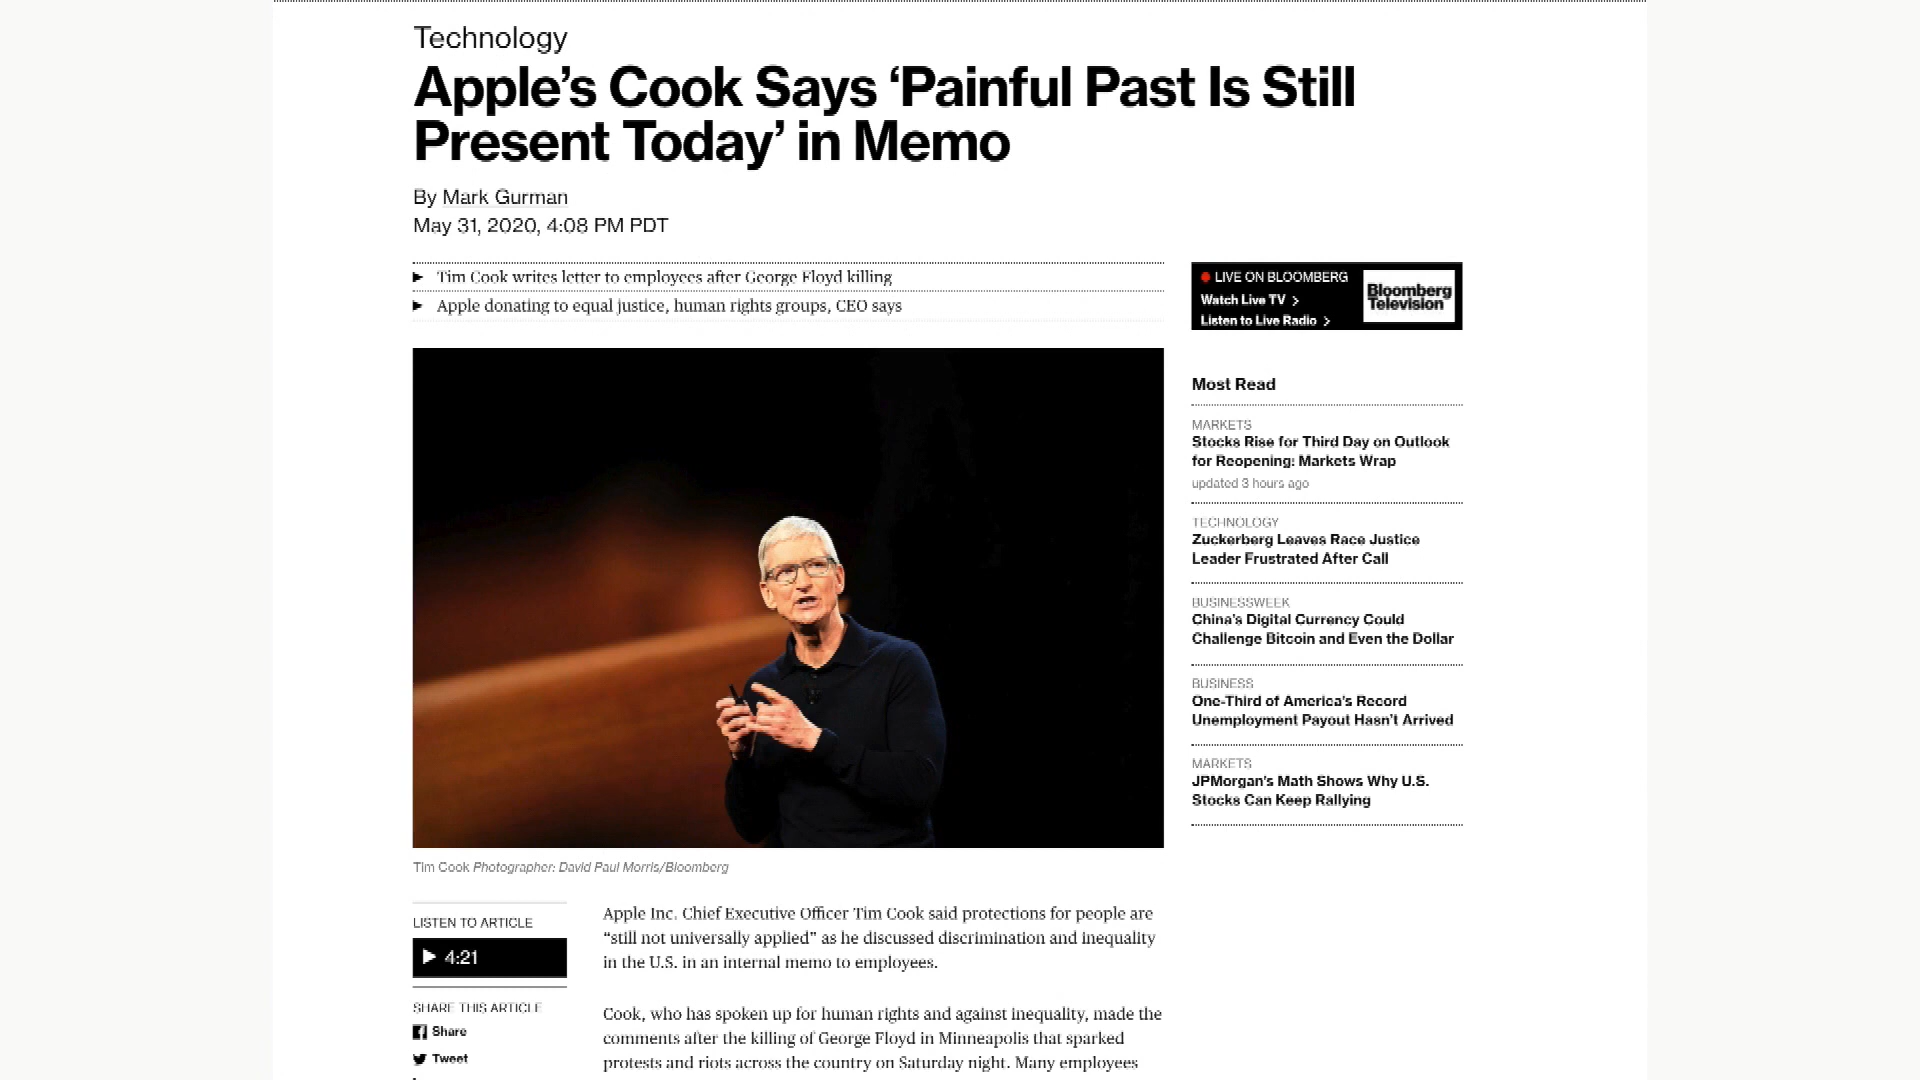 Technology
Apple’s Cook Says ‘Painful Past Is Still
Present Today’ in Memo
By Mark Gurman
May 31, 2020, 4:08 PM PDT
Tim Cook writes letter to employees after George Floyd killing
Apple donating to equal justice, human rights groups, CEO says
LIVE ON BLOOMBERG
Watch Live TV >
Listen to Live Radio >
Bloomberg
Television
Most Read
MARKETS
Stocks Rise for Third Day on Outlook
for Reopening: Markets Wrap
updated 3 hours ago
TECHNOLOGY
Zuckerberg Leaves Race Justice
Leader Frustrated After Call
BUSINESSWEEK
China’s Digital Currency Could
Challenge Bitcoin and Even the Dollar
BUSINESS
One-Third of America’s Record
Unemployment Payout Hasn’t Arrived
MARKETS
JPMorgan’s Math Shows Why U.S.
Stocks Can Keep Rallying
Tim Cook Photographer: David Paul Morris/Bloomberg
LISTEN TO ARTICLE
4:21
SHARE THIS ARTICLE
Share
Tweet
Apple Inc. Chief Executive Officer Tim Cook said protections for people are
“still not universally applied” as he discussed discrimination and inequality
in the U.S. in an internal memo to employees.
Cook, who has spoken up for human rights and against inequality, made the
comments after the killing of George Floyd in Minneapolis that sparked
protests and riots across the country on Saturday night. Many employees